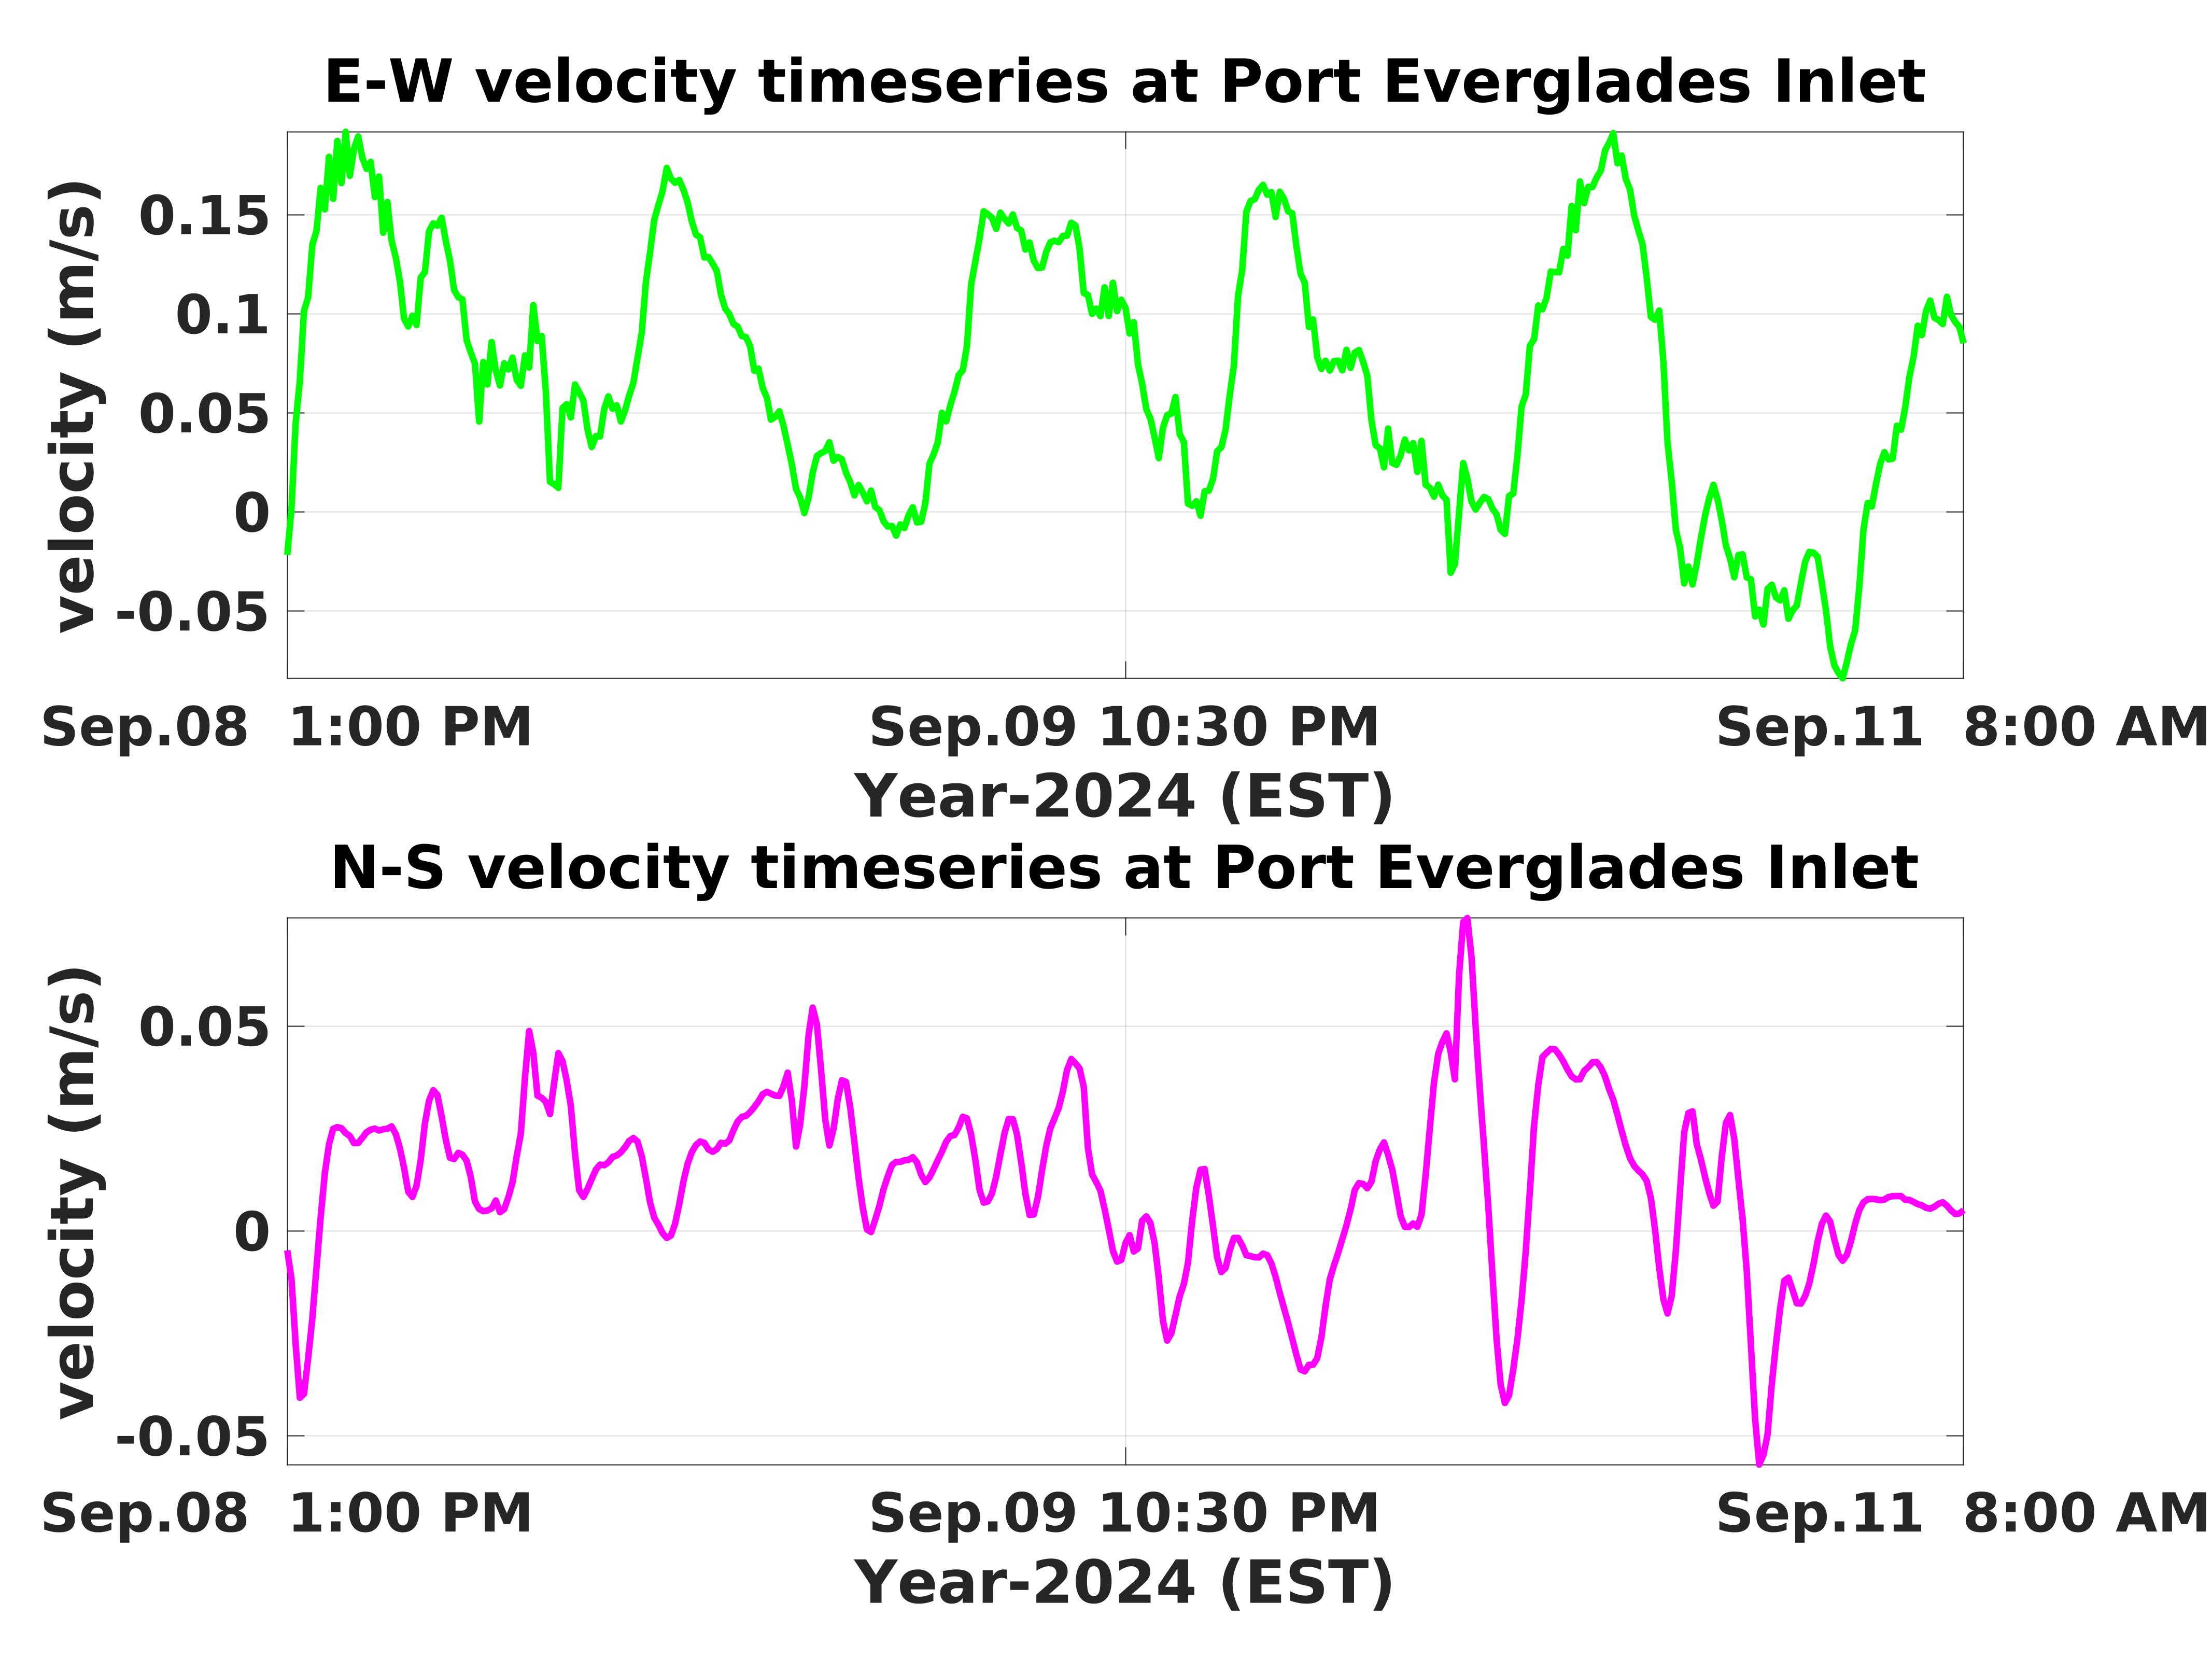 E-W velocity timeseries at Port Everglades Inlet
velocity (m/s)
0.15
0.1
0.05
0
-0.05
Sep.08  1:00 PM
Sep.09 10:30 PM
Sep.11  8:00 AM
Year-2024 (EST)
N-S velocity timeseries at Port Everglades Inlet
velocity (m/s)
0.05
0
-0.05
Sep.08  1:00 PM
Sep.09 10:30 PM
Sep.11  8:00 AM
Year-2024 (EST)